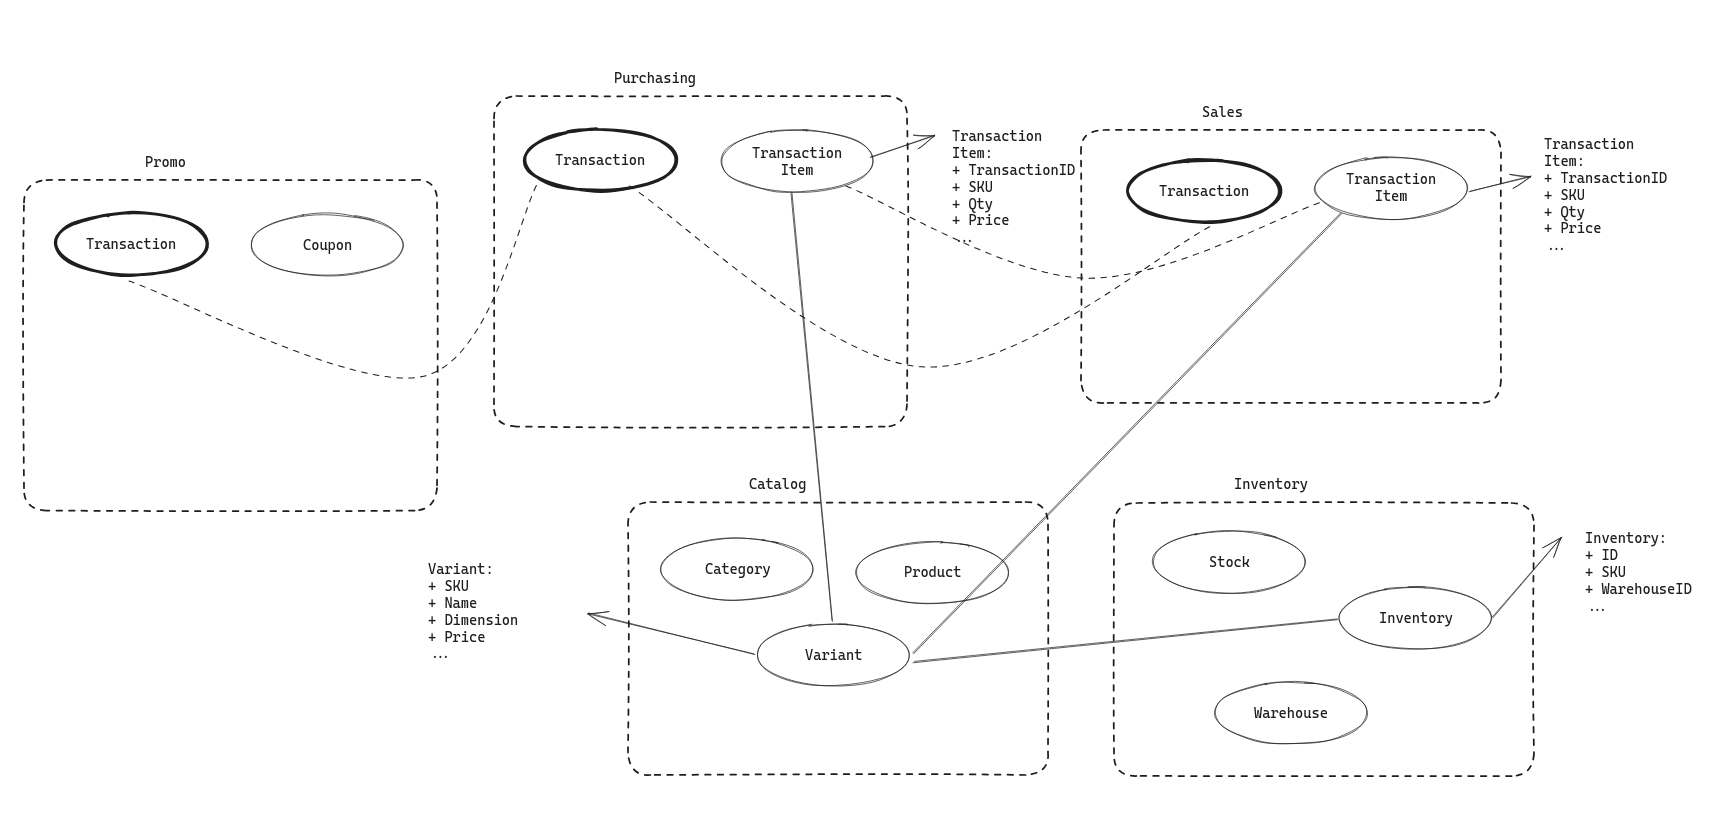 Purchasing
Sales
Promo
Transaction
Coupon
Transaction
Transaction
Item
Transaction
Item:
+ TransactionID
+ SKU
+ Qty
+ Price
...
Transaction
Transaction
Item
Transaction
Item:
+ TransactionID
+ SKU
+ Qty
+ Price
...
Catalog
Category
Product
Variant
Variant:
+ SKU
+ Name
+ Dimension
+ Price
...
Inventory
Stock
Inventory
Warehouse
Inventory:
+ ID
+ SKU
+ WarehouseID
...